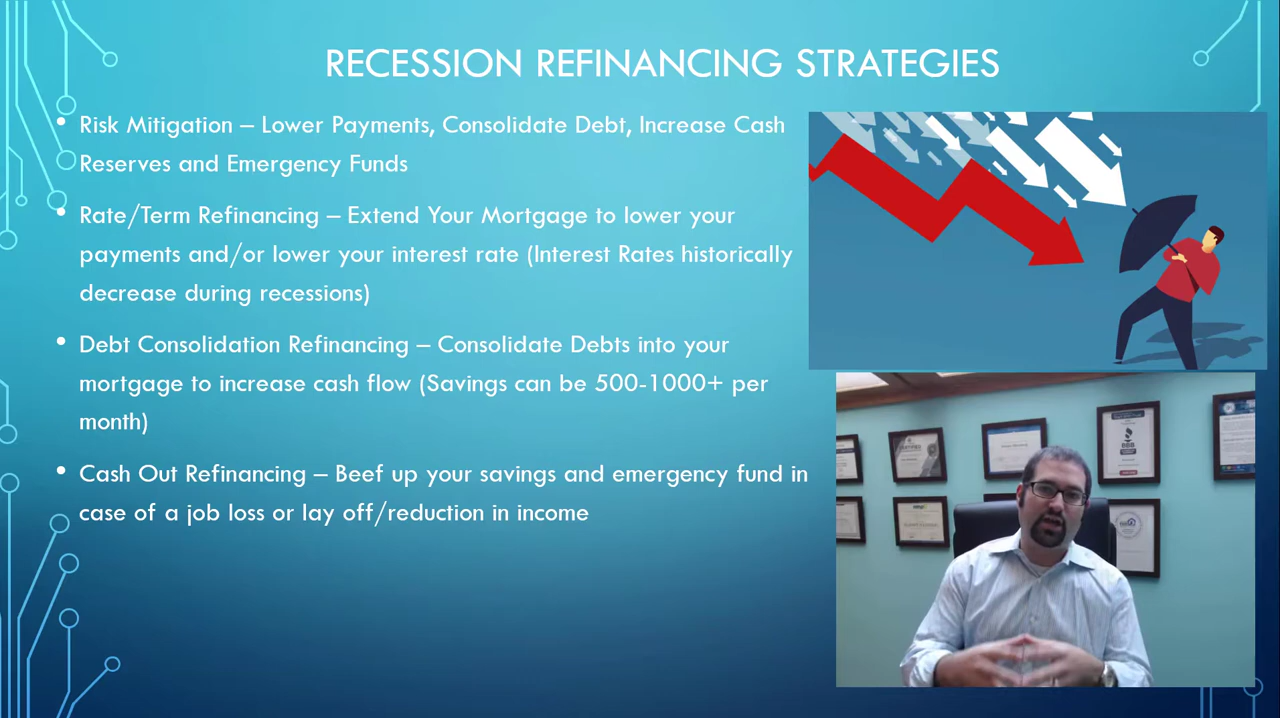 RECESSION REFINANCING STRATEGIES
• Risk Mitigation – Lower Payments, Consolidate Debt, Increase Cash
Reserves and Emergency Funds
• Rate/Term Refinancing – Extend Your Mortgage to lower your
payments and/or lower your interest rate (Interest Rates historically
decrease during recessions)
• Debt Consolidation Refinancing – Consolidate Debts into your
mortgage to increase cash flow (Savings can be 500-1000+ per
month)
• Cash Out Refinancing – Beef up your savings and emergency fund in
case of a job loss or lay off/reduction in income
BBB